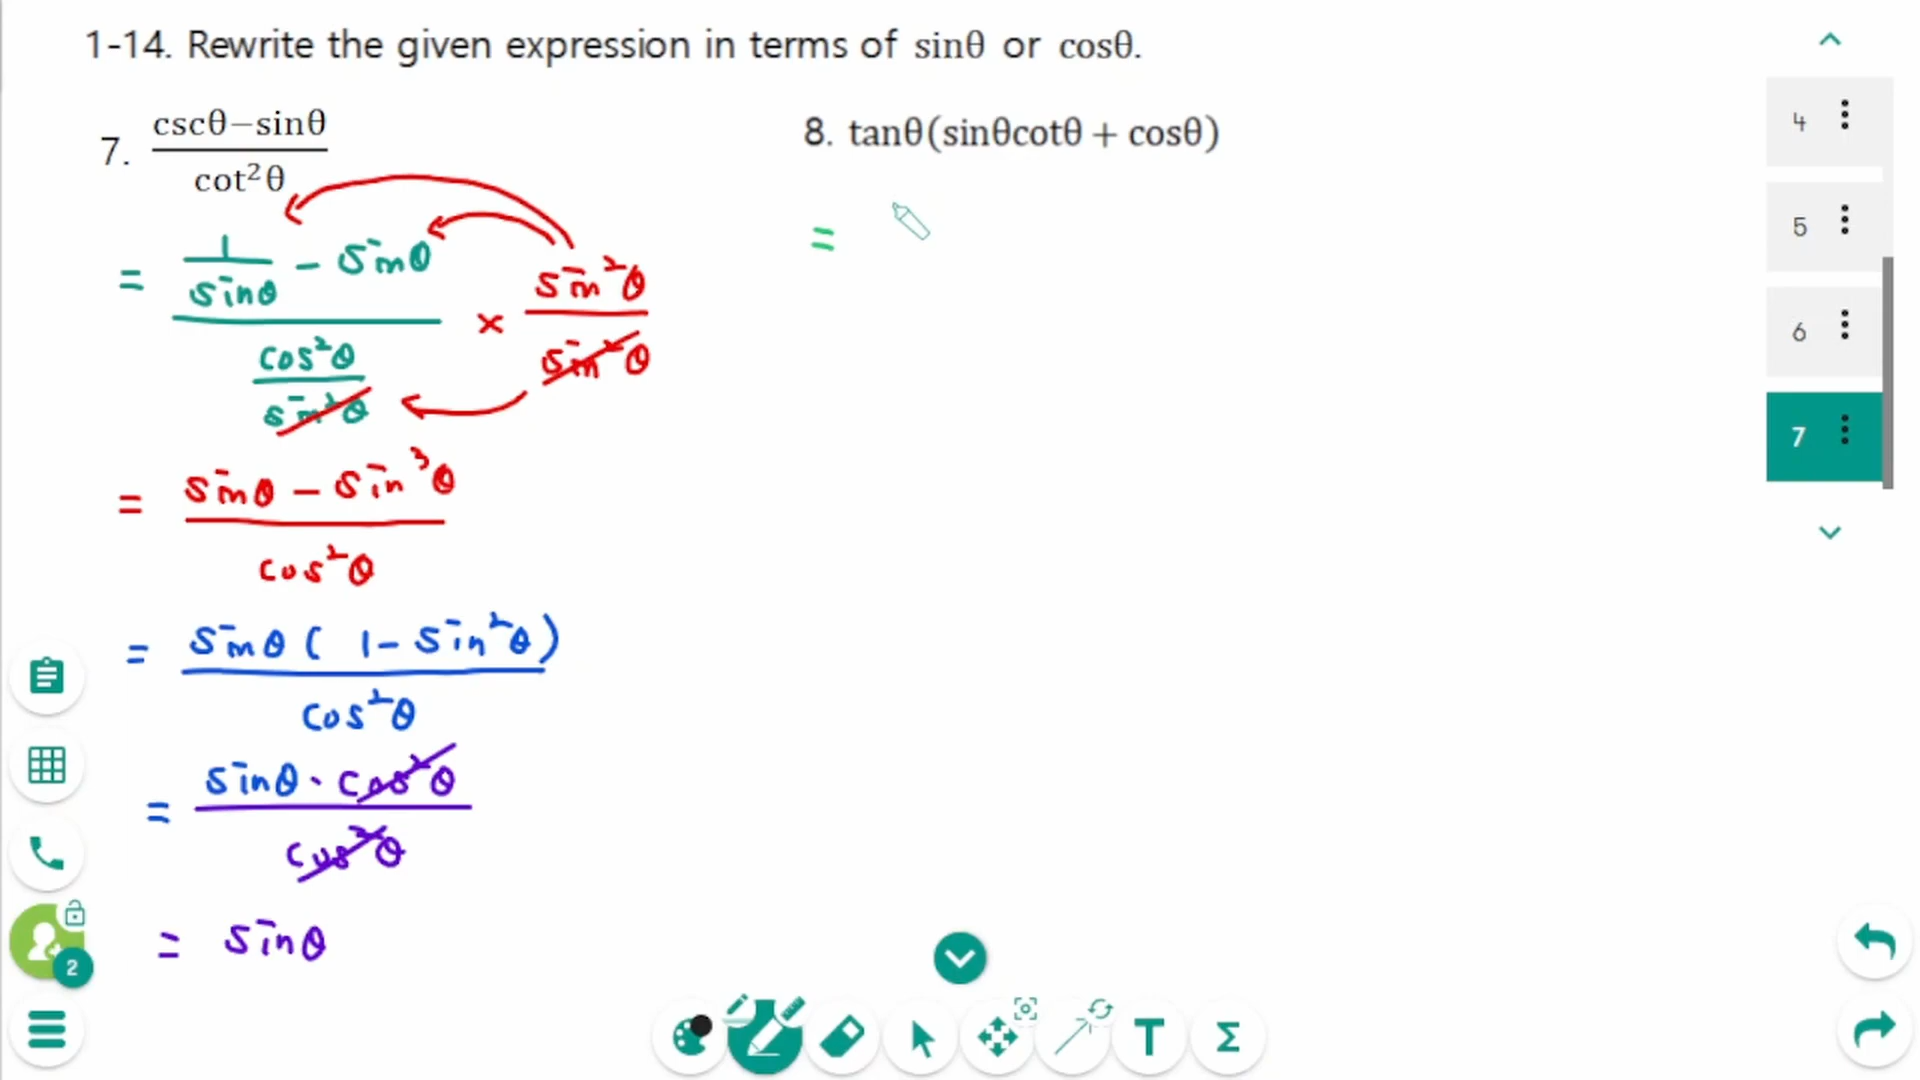 1-14. Rewrite the given expression in terms of sinθ or cosθ.
7. (cscθ−sinθ)/(cot²θ)
= (1/sinθ − sinθ)/(cos²θ/sin²θ) × sin²θ/sin²θ
= (sinθ − sin³θ)/(cos²θ)
= (sinθ ( 1 − sin²θ))/(cos²θ)
= (sinθ · cos²θ)/(cos²θ)
= sinθ
8. tanθ(sinθcotθ + cosθ)
=
4
5
6
7
2
T
Σ